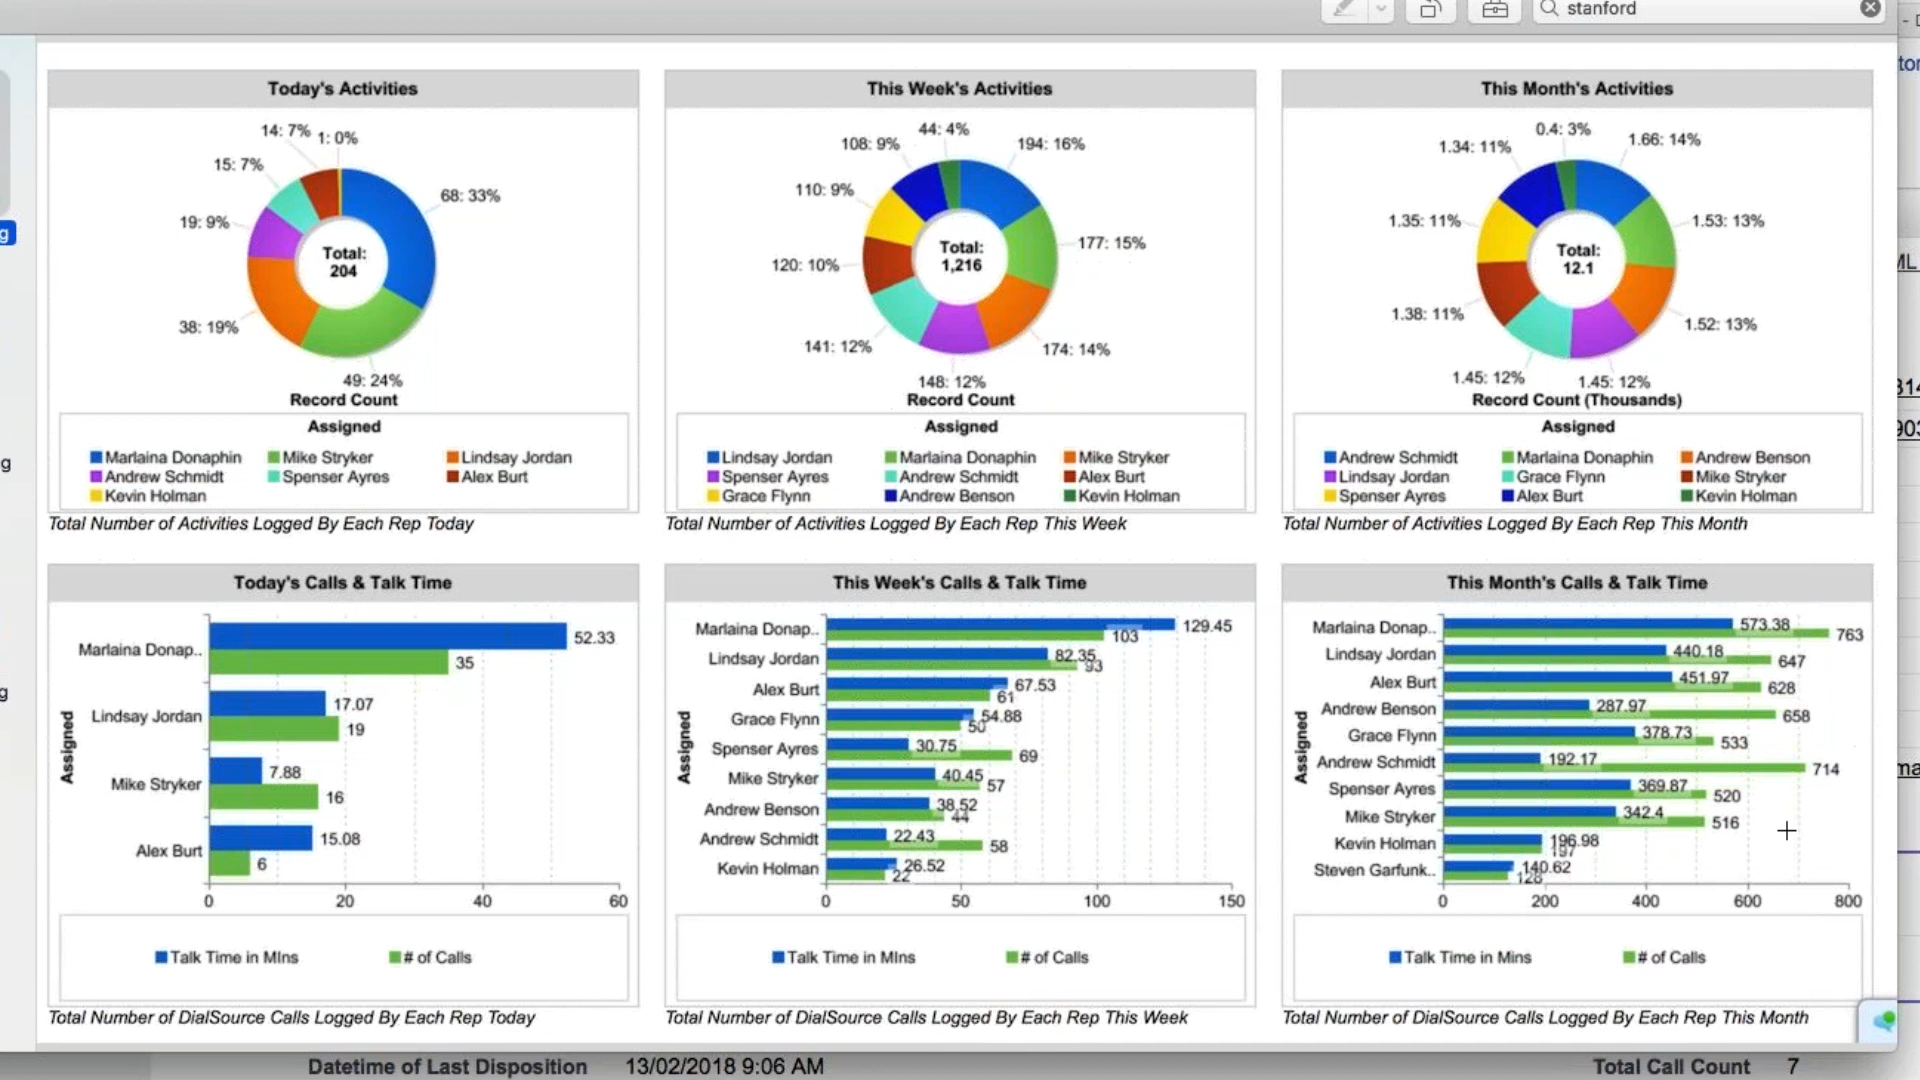 stanford
Today's Activities
14: 7%
1: 0%
15: 7%
68: 33%
19: 9%
Total:
204
38: 19%
49: 24%
Record Count
Assigned
Marlaina Donaphin Mike Stryker Lindsay Jordan
Andrew Schmidt Spenser Ayres Alex Burt
Kevin Holman
Total Number of Activities Logged By Each Rep Today
This Week's Activities
44: 4%
108: 9%
194: 16%
110: 9%
177: 15%
Total:
1,216
120: 10%
141: 12%
174: 14%
148: 12%
Record Count
Assigned
Lindsay Jordan Marlaina Donaphin Mike Stryker
Spenser Ayres Andrew Schmidt Alex Burt
Grace Flynn Andrew Benson Kevin Holman
Total Number of Activities Logged By Each Rep This Week
This Month's Activities
0.4: 3%
1.34: 11%
1.66: 14%
1.35: 11%
1.53: 13%
Total:
12.1
1.38: 11%
1.52: 13%
1.45: 12%
1.45: 12%
Record Count (Thousands)
Assigned
Andrew Schmidt Marlaina Donaphin Andrew Benson
Lindsay Jordan Grace Flynn Mike Stryker
Spenser Ayres Alex Burt Kevin Holman
Total Number of Activities Logged By Each Rep This Month
Today's Calls & Talk Time
Assigned
Marlaina Donap.. 52.33
35
Lindsay Jordan 17.07
19
Mike Stryker 7.88
16
Alex Burt 15.08
6
0 20 40 60
Talk Time in MIns # of Calls
Total Number of DialSource Calls Logged By Each Rep Today
This Week's Calls & Talk Time
Assigned
Marlaina Donap.. 129.45
103
Lindsay Jordan 82.35
93
Alex Burt 67.53
61
Grace Flynn 54.88
50
Spenser Ayres 30.75
69
Mike Stryker 40.45
57
Andrew Benson 38.52
44
Andrew Schmidt 22.43
58
Kevin Holman 26.52
22
0 50 100 150
Talk Time in MIns # of Calls
Total Number of DialSource Calls Logged By Each Rep This Week
This Month's Calls & Talk Time
Assigned
Marlaina Donap.. 573.38
763
Lindsay Jordan 440.18
647
Alex Burt 451.97
628
Andrew Benson 287.97
658
Grace Flynn 378.73
533
Andrew Schmidt 192.17
714
Spenser Ayres 369.87
520
Mike Stryker 342.4
516
Kevin Holman 196.98
197
Steven Garfunk.. 140.62
128
0 200 400 600 800
Talk Time in Mins # of Calls
Total Number of DialSource Calls Logged By Each Rep This Month
Datetime of Last Disposition 13/02/2018 9:06 AM
Total Call Count 7